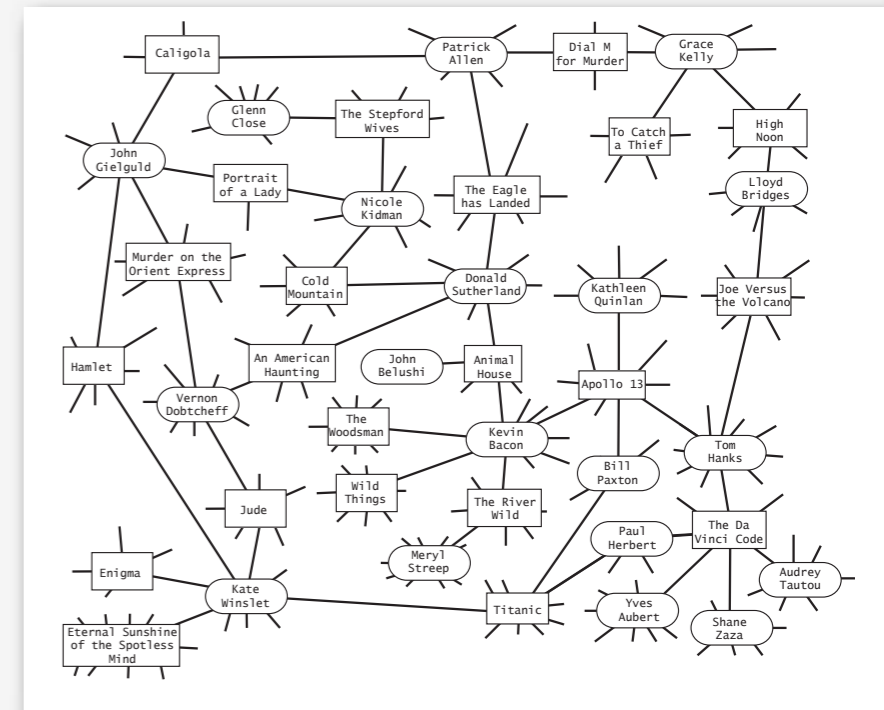 Caligola
Patrick
Allen
Dial M
for Murder
Grace
Kelly
Glenn
Close
The Stepford
Wives
To Catch
a Thief
High
Noon
John
Gielguld
Portrait
of a Lady
Nicole
Kidman
The Eagle
has Landed
Lloyd
Bridges
Murder on the
Orient Express
Cold
Mountain
Donald
Sutherland
Kathleen
Quinlan
Joe Versus
the Volcano
Hamlet
An American
Haunting
John
Belushi
Animal
House
Apollo 13
Vernon
Dobtcheff
The
Woodsman
Kevin
Bacon
Tom
Hanks
Bill
Paxton
Wild
Things
Jude
The River
Wild
Paul
Herbert
The Da
Vinci Code
Meryl
Streep
Enigma
Kate
Winslet
Titanic
Yves
Aubert
Audrey
Tautou
Shane
Zaza
Eternal Sunshine
of the Spotless
Mind